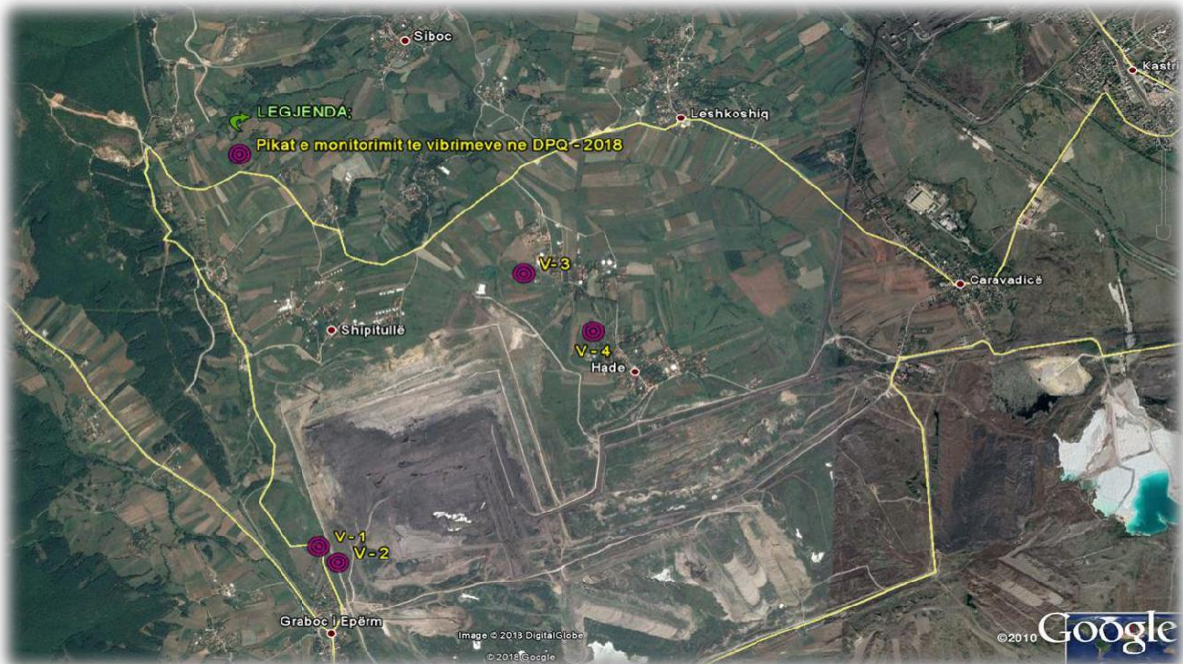 Siboc
Kastri
LEGJENDA;
Leshkoshiq
Pikat e monitorimit te vibrimeve ne DPQ - 2018
V-3
Caravadicë
Shipitullë
V-4
Hade
V-1
V-2
Graboc i Epërm
Image © 2018 DigitalGlobe
© 2018 Google
©2010 Google